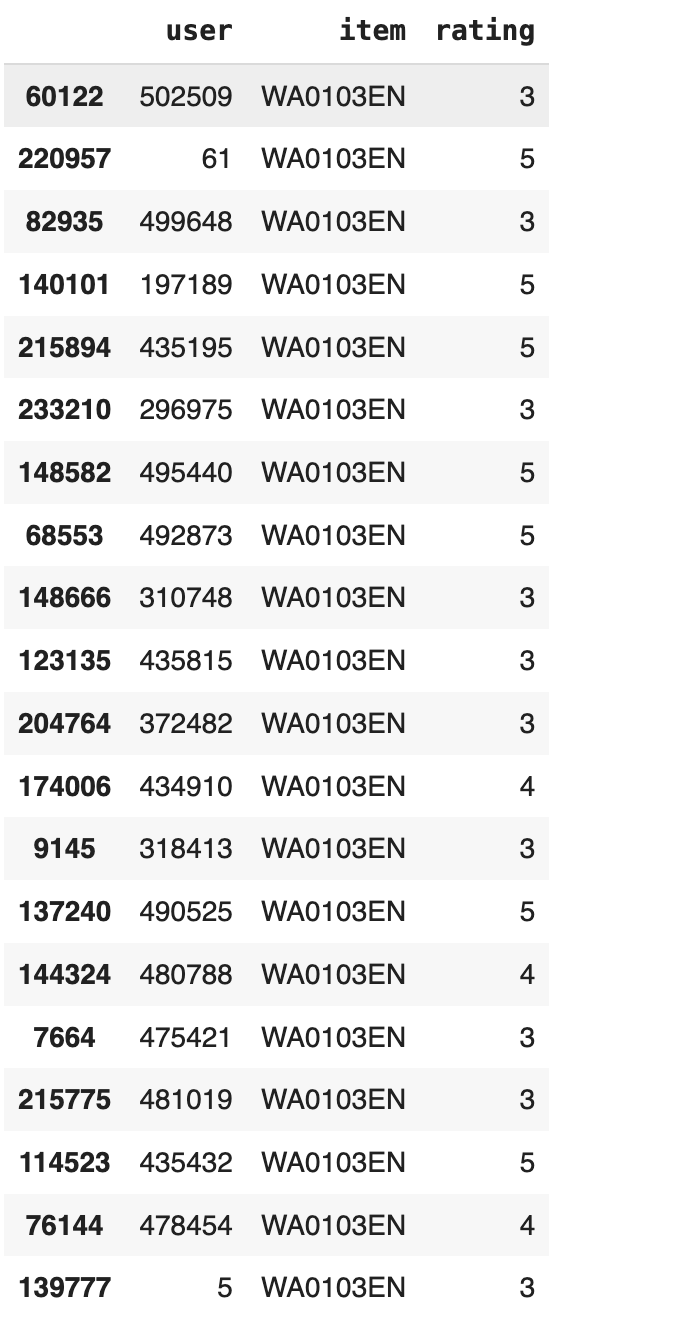 user item rating
60122 502509 WA0103EN 3
220957 61 WA0103EN 5
82935 499648 WA0103EN 3
140101 197189 WA0103EN 5
215894 435195 WA0103EN 5
233210 296975 WA0103EN 3
148582 495440 WA0103EN 5
68553 492873 WA0103EN 5
148666 310748 WA0103EN 3
123135 435815 WA0103EN 3
204764 372482 WA0103EN 3
174006 434910 WA0103EN 4
9145 318413 WA0103EN 3
137240 490525 WA0103EN 5
144324 480788 WA0103EN 4
7664 475421 WA0103EN 3
215775 481019 WA0103EN 3
114523 435432 WA0103EN 5
76144 478454 WA0103EN 4
139777 5 WA0103EN 3